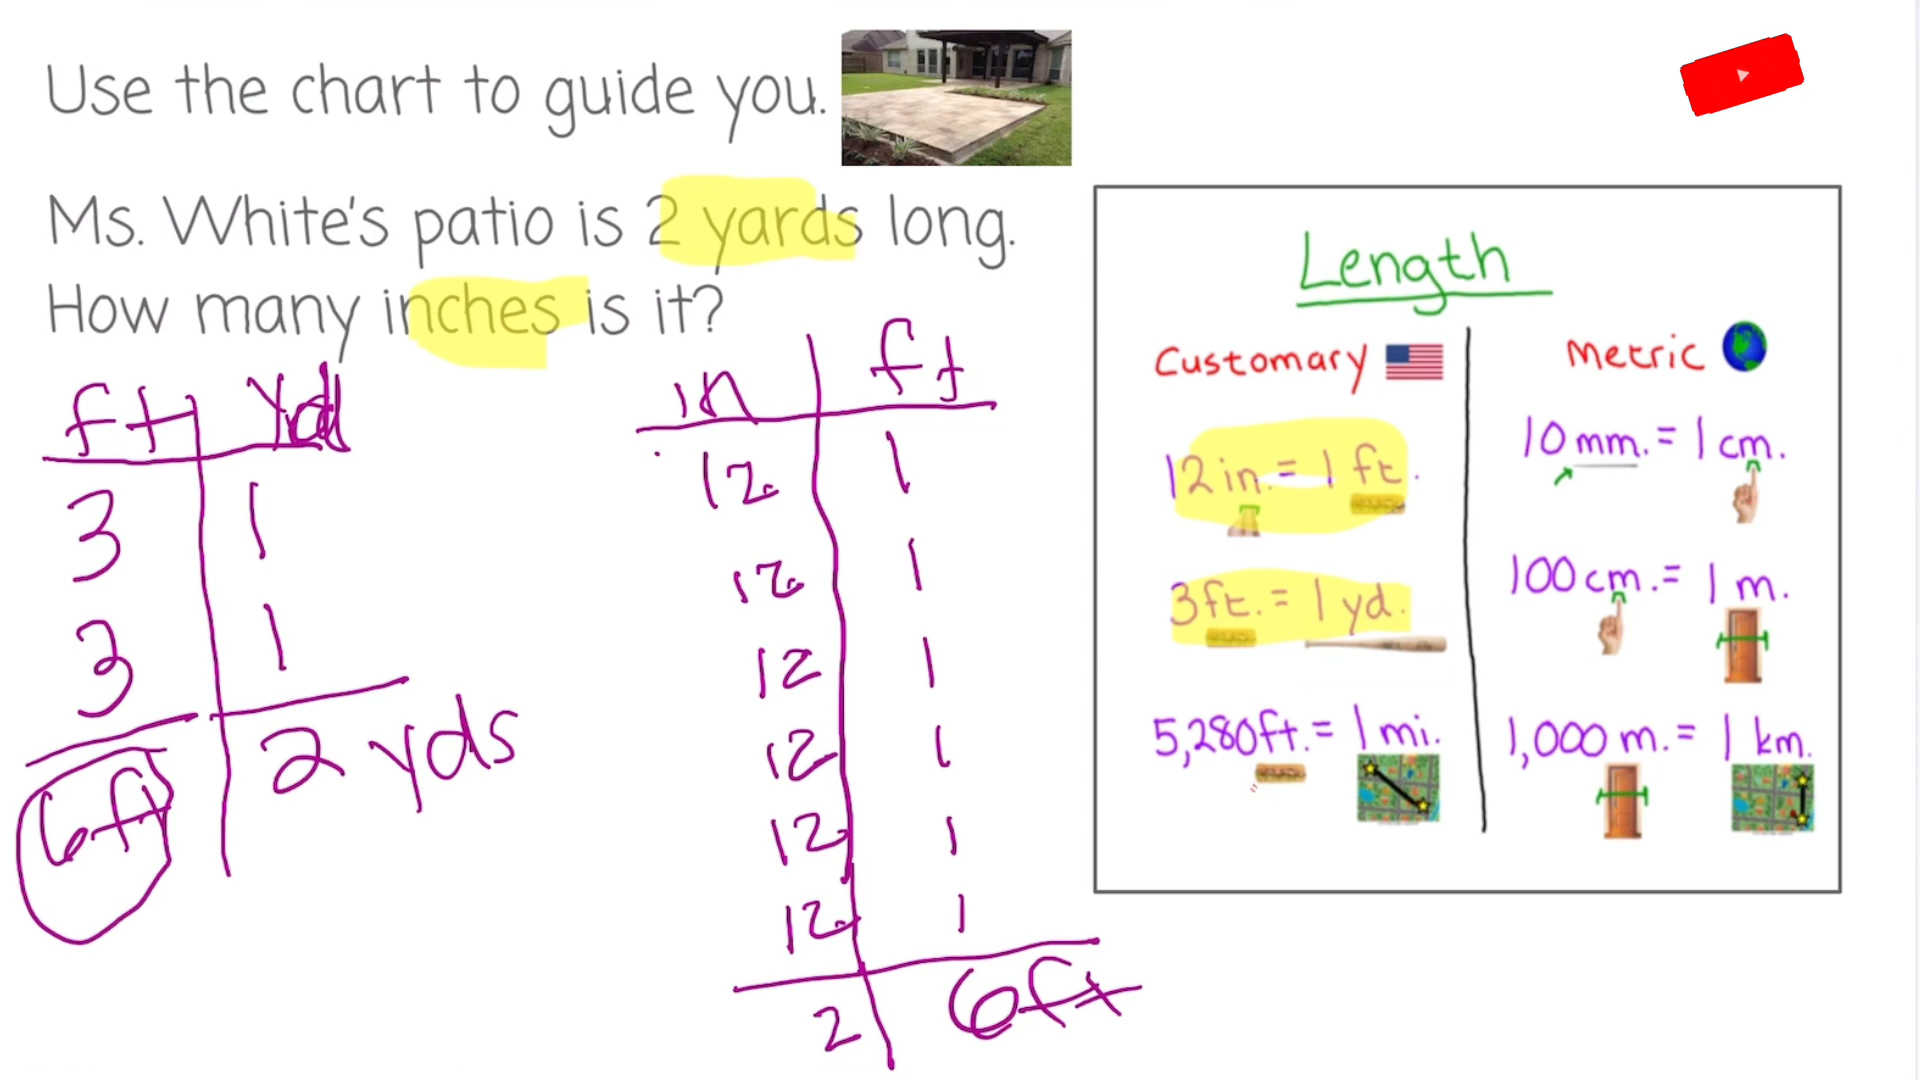 Use the chart to guide you.
Ms. White's patio is 2 yards long.
How many inches is it?
ft yd
3 1
3 1
6ft 2 yds
in ft
12 1
12 1
12 1
12 1
12 1
12 1
2 6ft
Length
Customary Metric
12 in. = 1 ft. 10 mm. = 1 cm.
3 ft. = 1 yd. 100 cm. = 1 m.
5,280 ft. = 1 mi. 1,000 m. = 1 km.